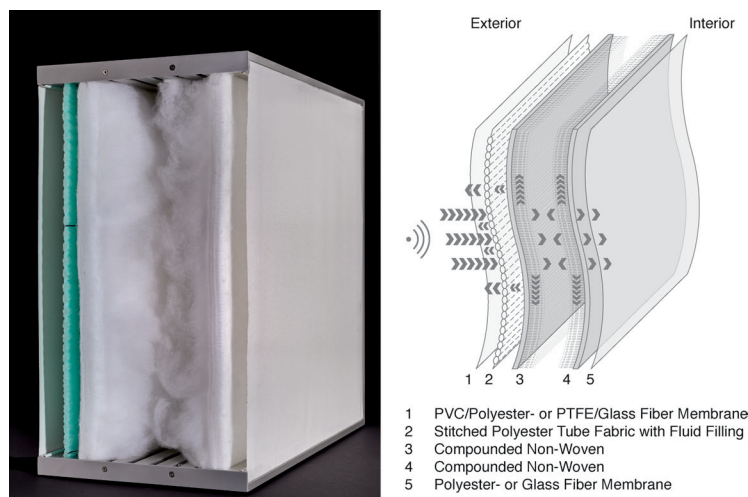 Exterior Interior
1 2 3 4 5
1 PVC/Polyester- or PTFE/Glass Fiber Membrane
2 Stitched Polyester Tube Fabric with Fluid Filling
3 Compounded Non-Woven
4 Compounded Non-Woven
5 Polyester- or Glass Fiber Membrane